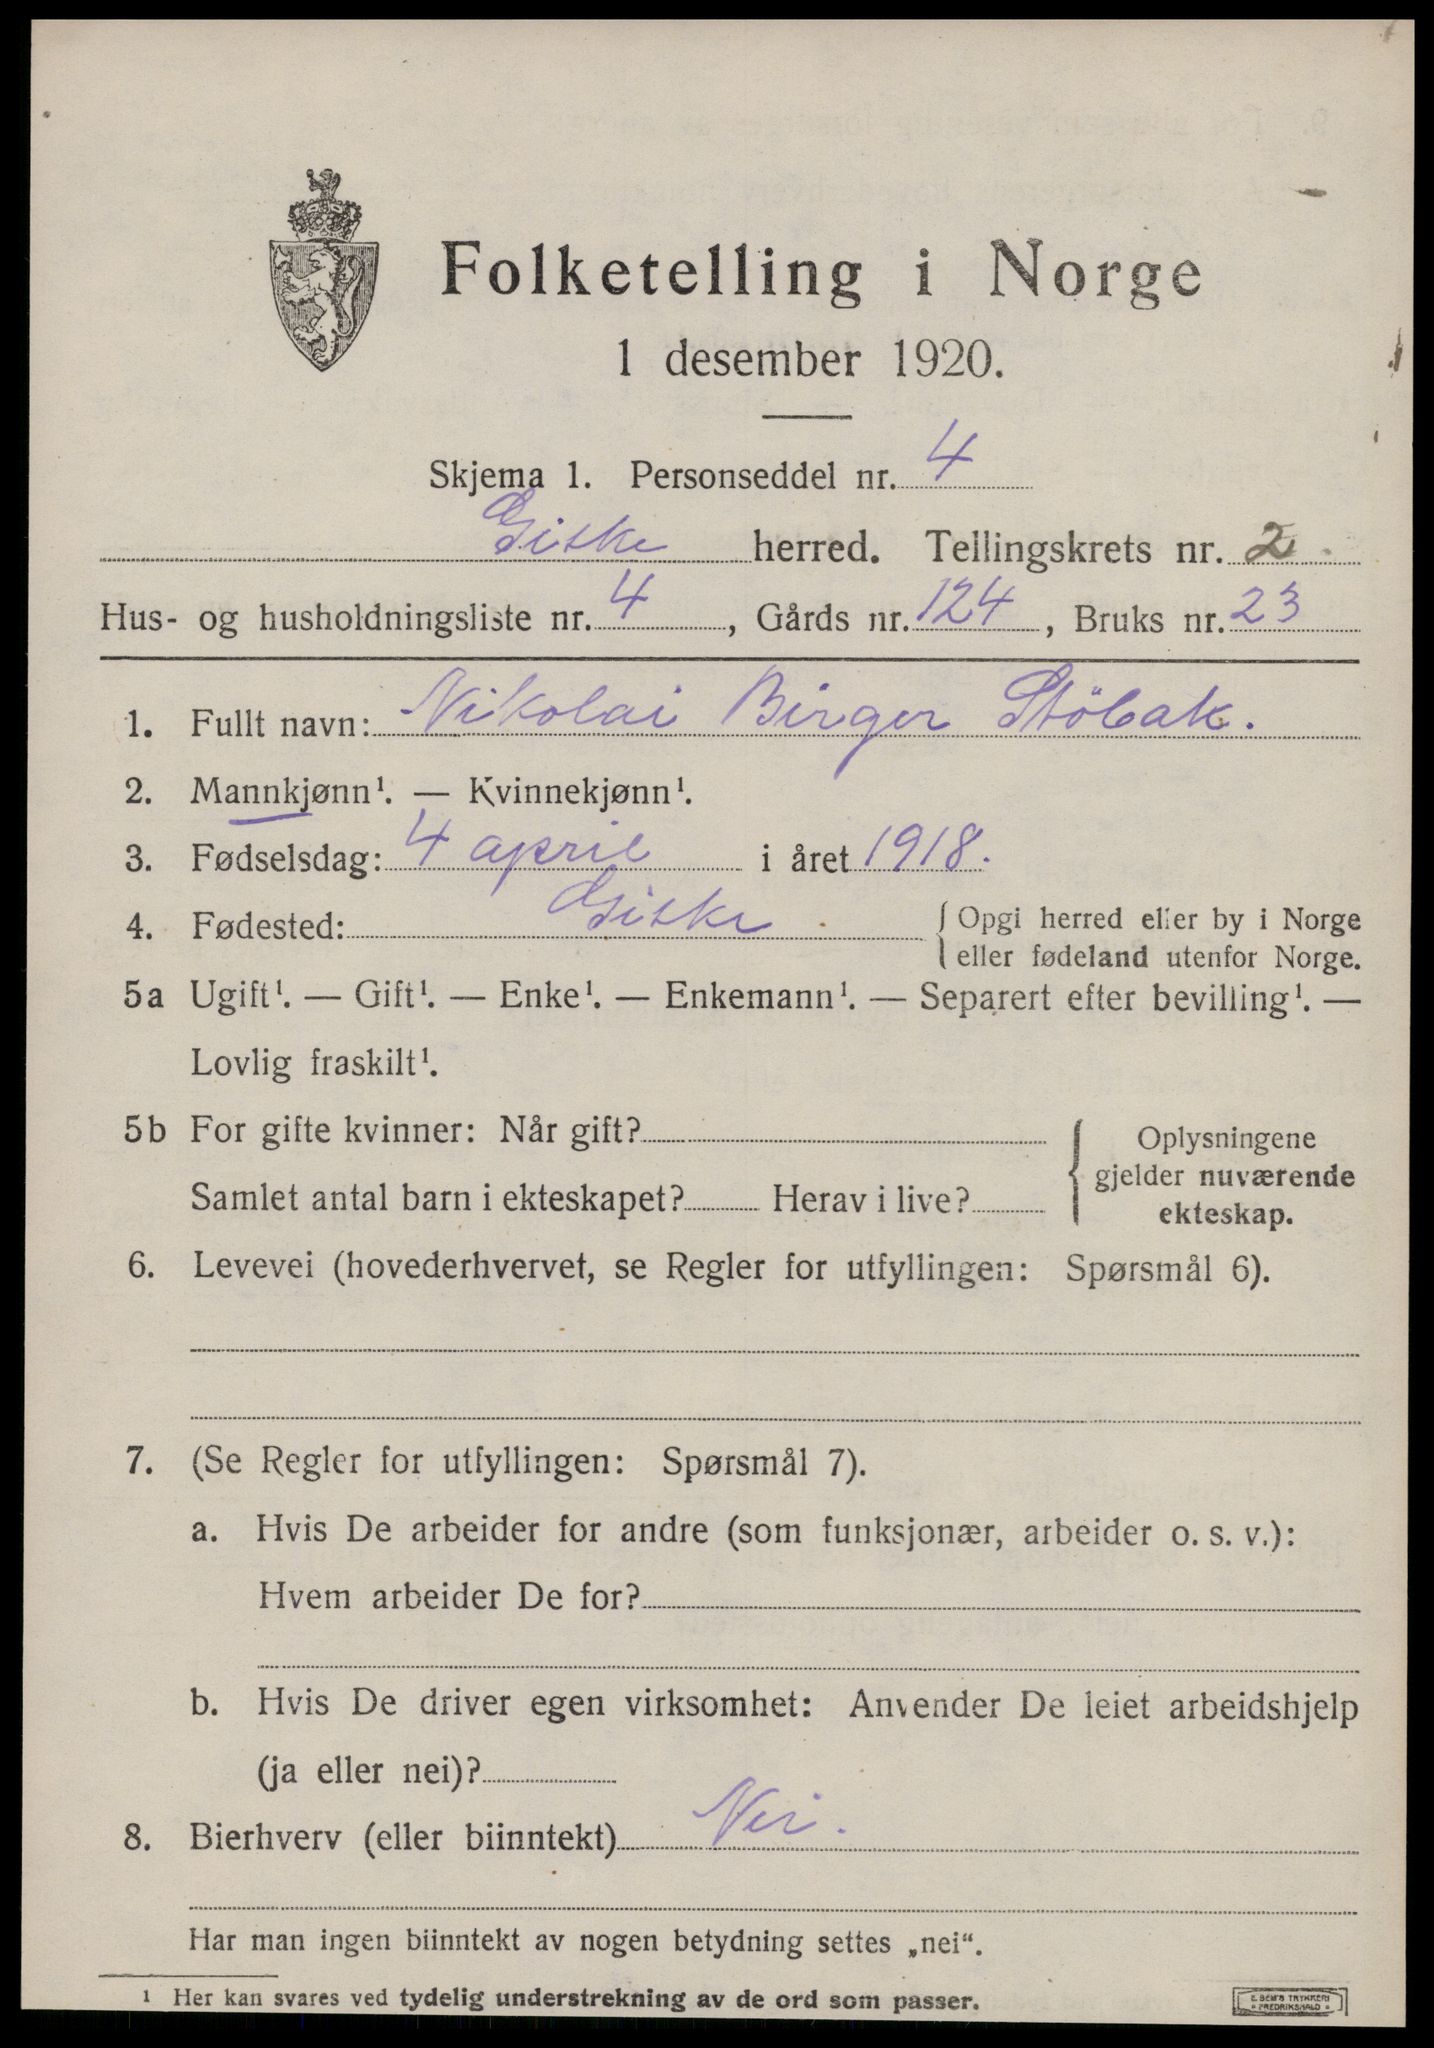 Folketelling i Norge
1 desember 1920.
Skjema 1. Personseddel nr. 4
Giske herred. Tellingskrets nr. 2.
Hus- og husholdningsliste nr. 4, Gårds nr. 124, Bruks nr. 23
1. Fullt navn: Nikolai Birger Stöbak.
2. Mannkjønn¹. — Kvinnekjønn¹.
3. Fødselsdag: 4 april i året 1918.
4. Fødested: Giske { Opgi herred eller by i Norge
eller fødeland utenfor Norge.
5a Ugift¹. — Gift¹. — Enke¹. — Enkemann¹. — Separert efter bevilling¹. —
Lovlig fraskilt¹.
5b For gifte kvinner: Når gift?
Samlet antal barn i ekteskapet? Herav i live?
{ Oplysningene
gjelder nuværende
ekteskap.
6. Levevei (hovederhvervet, se Regler for utfyllingen: Spørsmål 6).
7. (Se Regler for utfyllingen: Spørsmål 7).
a. Hvis De arbeider for andre (som funksjonær, arbeider o. s. v.):
Hvem arbeider De for?
b. Hvis De driver egen virksomhet: Anvender De leiet arbeidshjelp
(ja eller nei)?
8. Bierhverv (eller biinntekt) Nei.
Har man ingen biinntekt av nogen betydning settes „nei“.
¹ Her kan svares ved tydelig understrekning av de ord som passer.
E. SEM'S TRYKKERI
FREDRIKSHALD